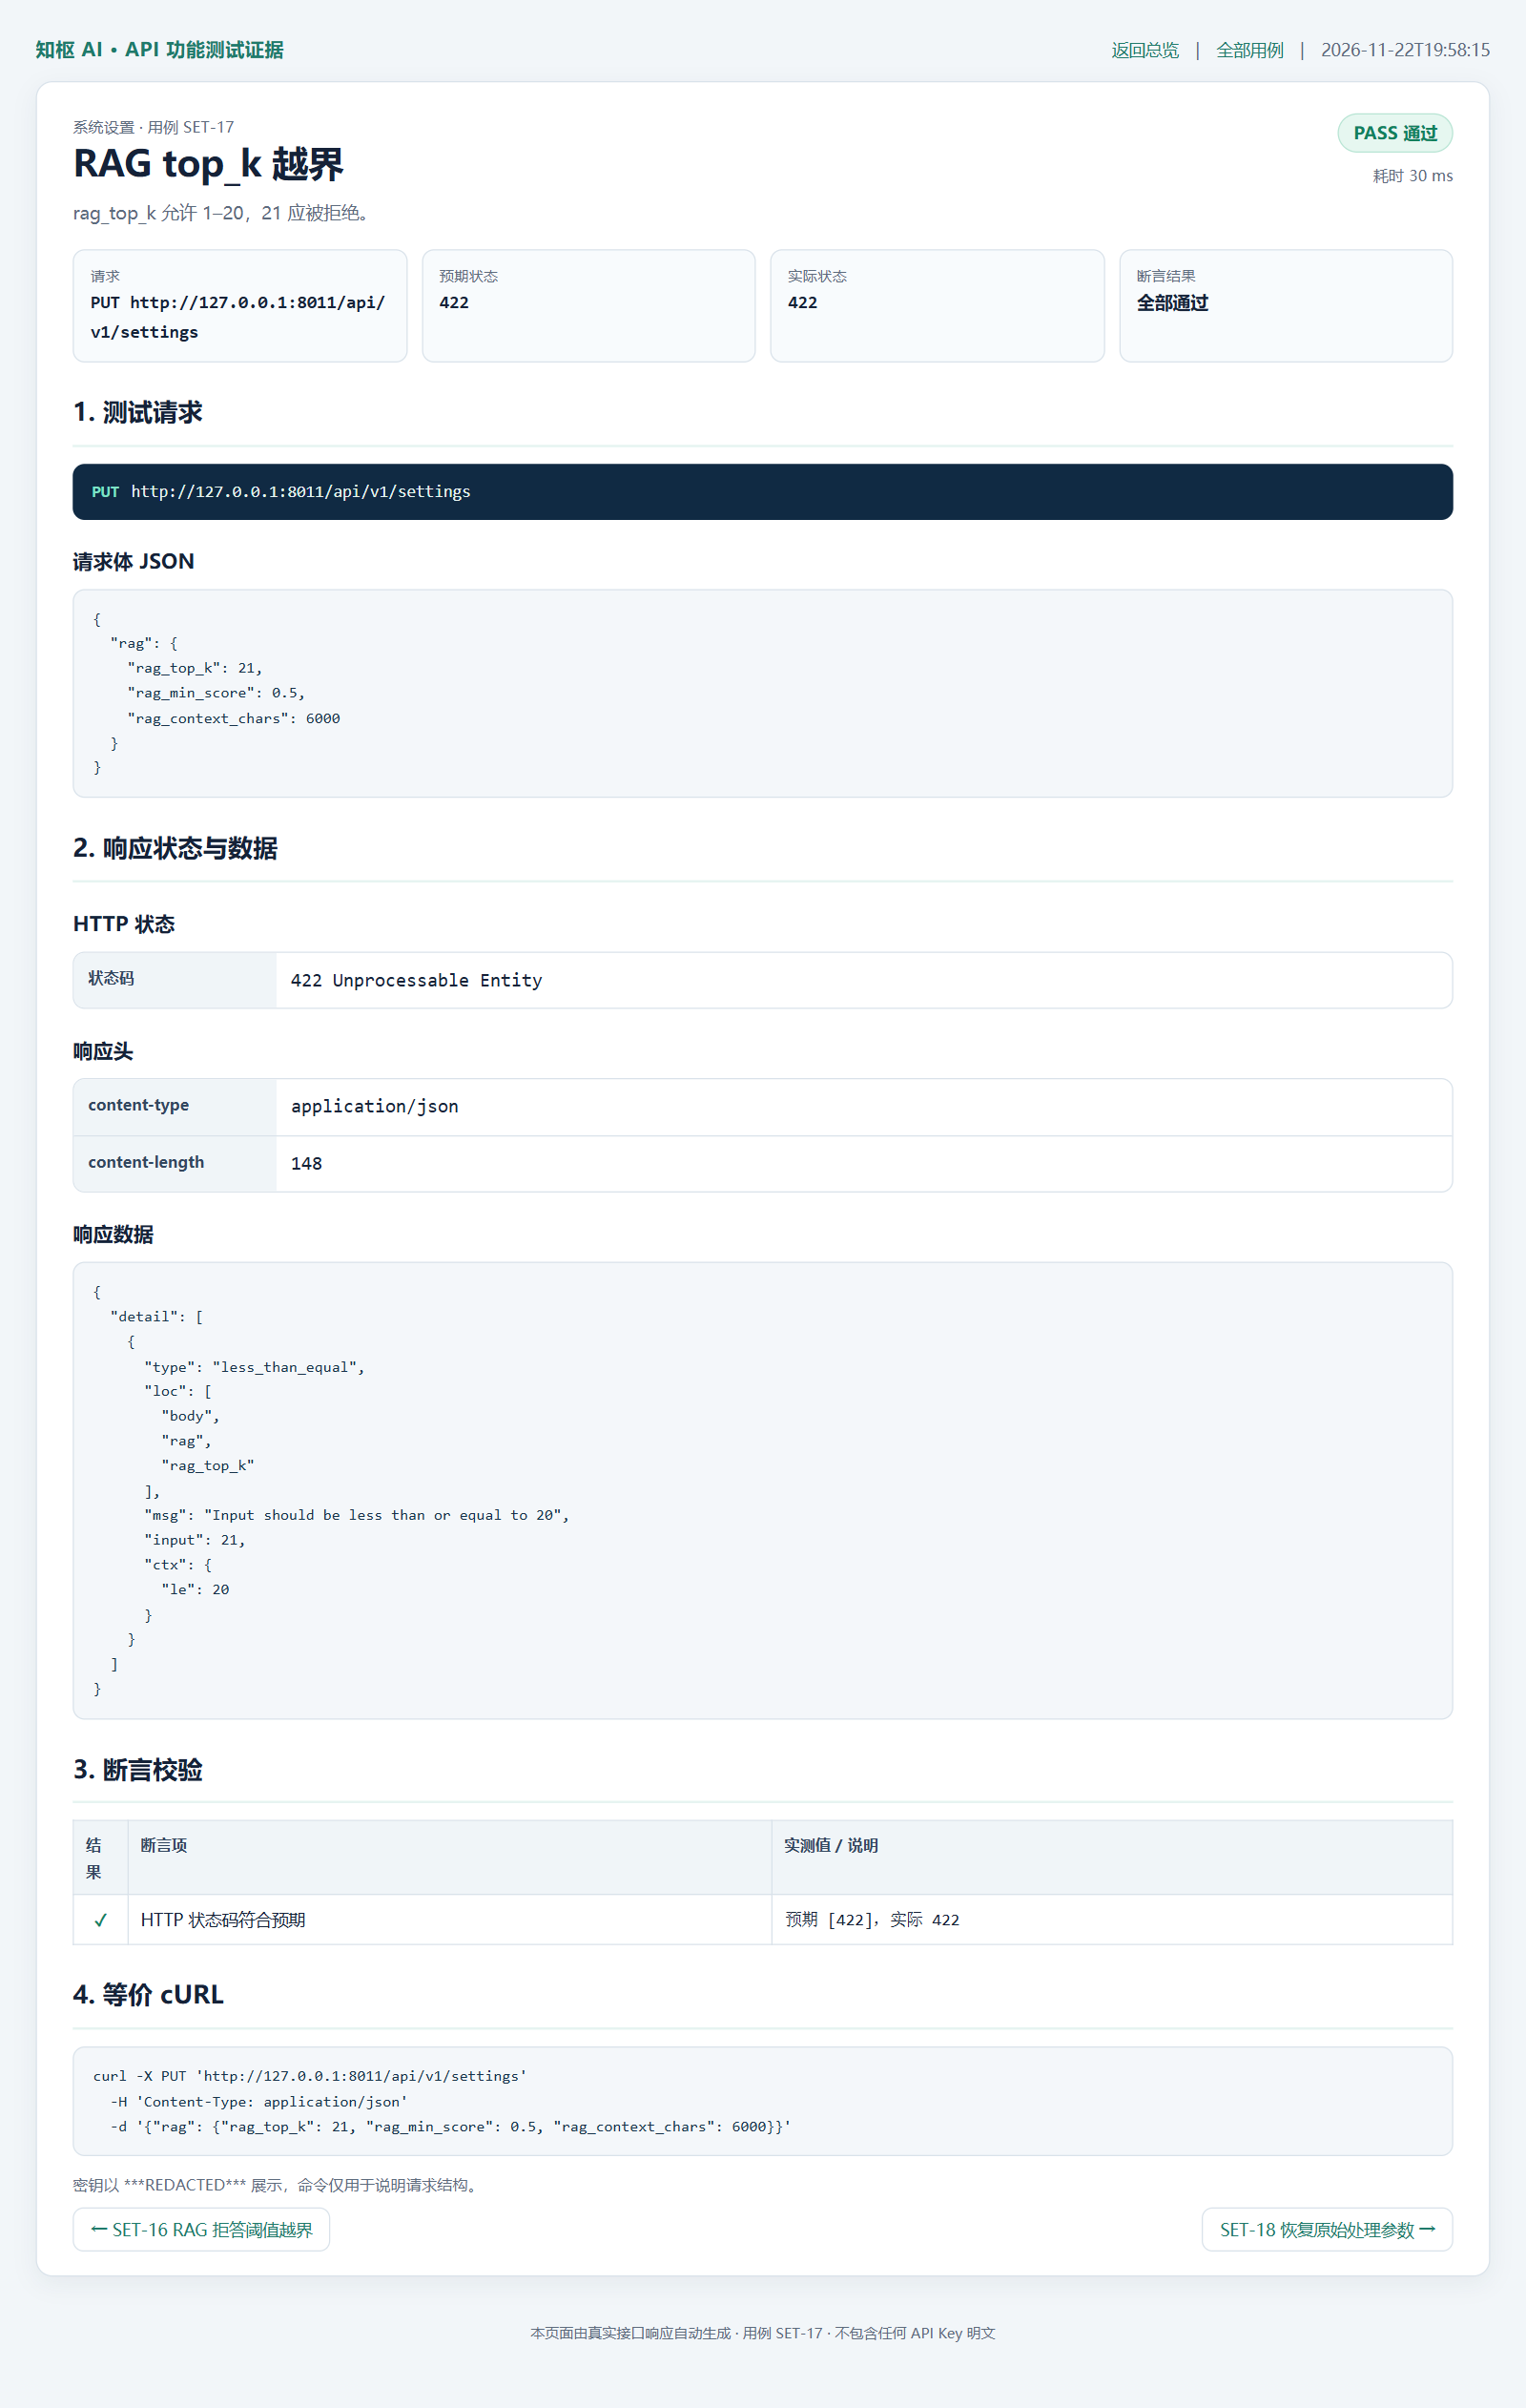 知枢 AI • API 功能测试证据
返回总览 | 全部用例 | 2026-11-22T19:58:15
系统设置 · 用例 SET-17
PASS 通过
RAG top_k 越界
耗时 30 ms
rag_top_k 允许 1–20，21 应被拒绝。
请求
PUT http://127.0.0.1:8011/api/
v1/settings
预期状态
422
实际状态
422
断言结果
全部通过
1. 测试请求
PUT http://127.0.0.1:8011/api/v1/settings
请求体 JSON
{
  "rag": {
    "rag_top_k": 21,
    "rag_min_score": 0.5,
    "rag_context_chars": 6000
  }
}
2. 响应状态与数据
HTTP 状态
状态码 422 Unprocessable Entity
响应头
content-type application/json
content-length 148
响应数据
{
  "detail": [
    {
      "type": "less_than_equal",
      "loc": [
        "body",
        "rag",
        "rag_top_k"
      ],
      "msg": "Input should be less than or equal to 20",
      "input": 21,
      "ctx": {
        "le": 20
      }
    }
  ]
}
3. 断言校验
结
果
断言项
实测值 / 说明
✓ HTTP 状态码符合预期 预期 [422]，实际 422
4. 等价 cURL
curl -X PUT 'http://127.0.0.1:8011/api/v1/settings'
  -H 'Content-Type: application/json'
  -d '{"rag": {"rag_top_k": 21, "rag_min_score": 0.5, "rag_context_chars": 6000}}'
密钥以 ***REDACTED*** 展示，命令仅用于说明请求结构。
← SET-16 RAG 拒答阈值越界
SET-18 恢复原始处理参数 →
本页面由真实接口响应自动生成 · 用例 SET-17 · 不包含任何 API Key 明文